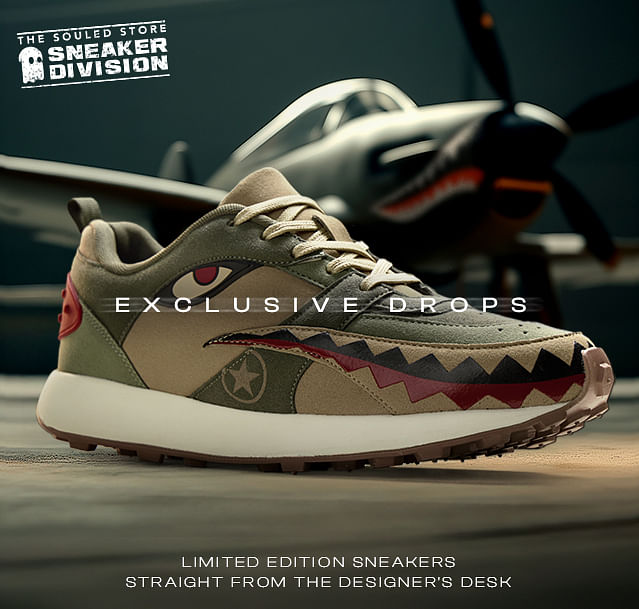 THE SOULED STORE
SNEAKER
DIVISION
EXCLUSIVE DROPS
LIMITED EDITION SNEAKERS
STRAIGHT FROM THE DESIGNER'S DESK